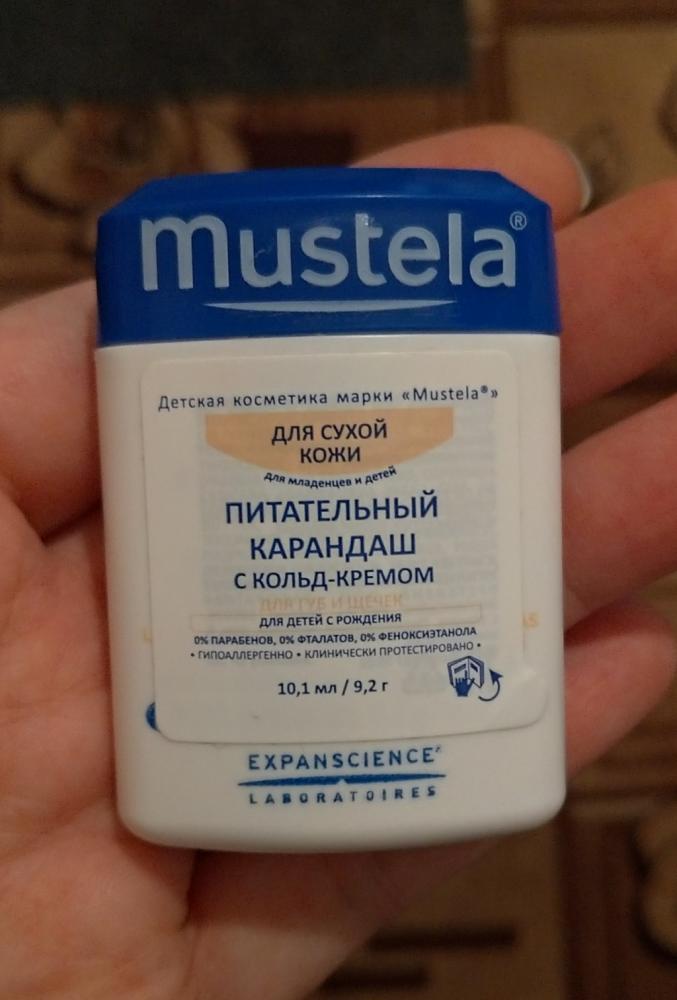 mustela®
Детская косметика марки «Mustela®»
ДЛЯ СУХОЙ
КОЖИ
для младенцев и детей
ПИТАТЕЛЬНЫЙ
КАРАНДАШ
С КОЛЬД-КРЕМОМ
ДЛЯ ГУБ И ЩЕЧЕК
ДЛЯ ДЕТЕЙ С РОЖДЕНИЯ
0% ПАРАБЕНОВ, 0% ФТАЛАТОВ, 0% ФЕНОКСИЭТАНОЛА
• ГИПОАЛЛЕРГЕННО • КЛИНИЧЕСКИ ПРОТЕСТИРОВАНО •
10,1 мл / 9,2 г
EXPANSCIENCE
LABORATOIRES